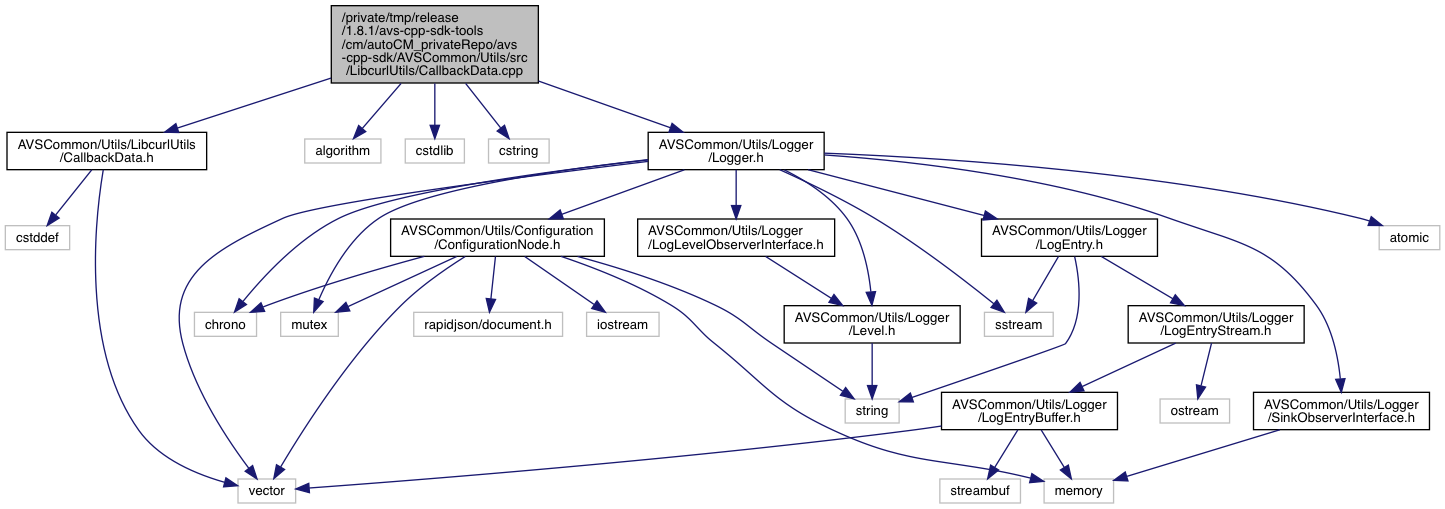 /private/tmp/release
/1.8.1/avs-cpp-sdk-tools
/cm/autoCM_privateRepo/avs
-cpp-sdk/AVSCommon/Utils/src
/LibcurlUtils/CallbackData.cpp
AVSCommon/Utils/LibcurlUtils
/CallbackData.h
algorithm
cstdlib
cstring
AVSCommon/Utils/Logger
/Logger.h
cstddef
AVSCommon/Utils/Configuration
/ConfigurationNode.h
AVSCommon/Utils/Logger
/LogLevelObserverInterface.h
AVSCommon/Utils/Logger
/LogEntry.h
atomic
chrono
mutex
rapidjson/document.h
iostream
AVSCommon/Utils/Logger
/Level.h
sstream
AVSCommon/Utils/Logger
/LogEntryStream.h
string
AVSCommon/Utils/Logger
/LogEntryBuffer.h
ostream
AVSCommon/Utils/Logger
/SinkObserverInterface.h
vector
streambuf
memory